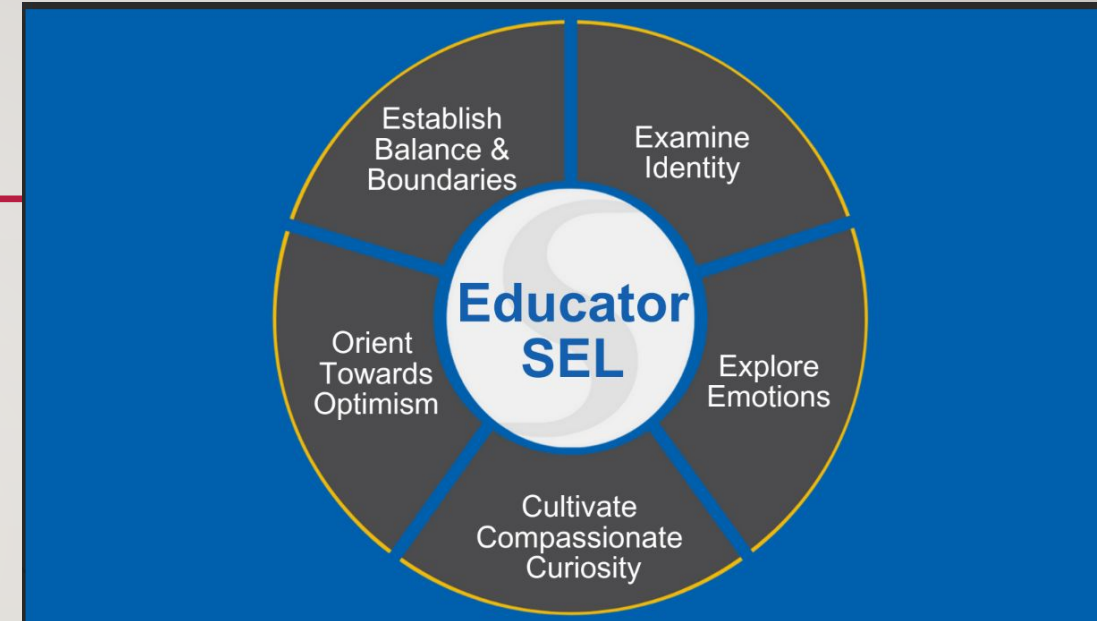 Establish
Balance &
Boundaries
Examine
Identity
Educator
SEL
Orient
Towards
Optimism
Explore
Emotions
Cultivate
Compassionate
Curiosity